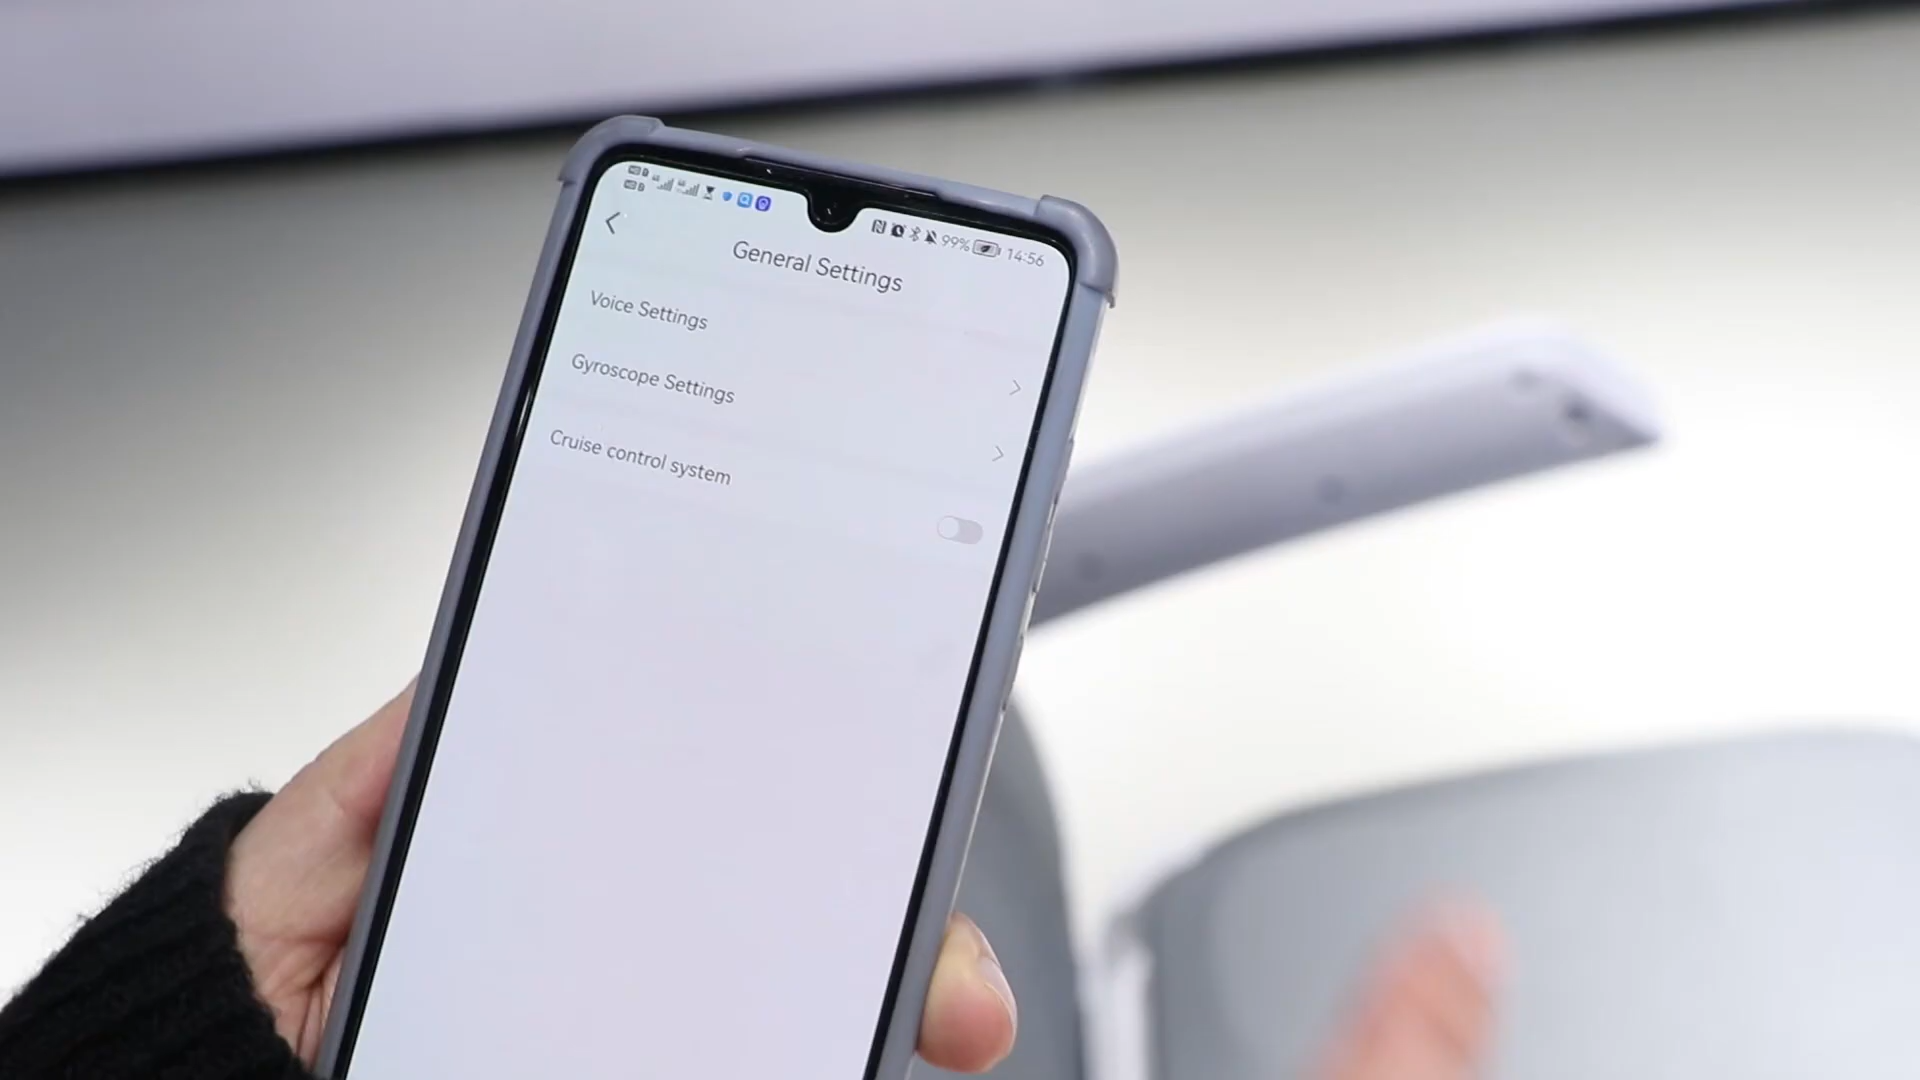 99% 14:56
General Settings
Voice Settings
Gyroscope Settings
Cruise control system